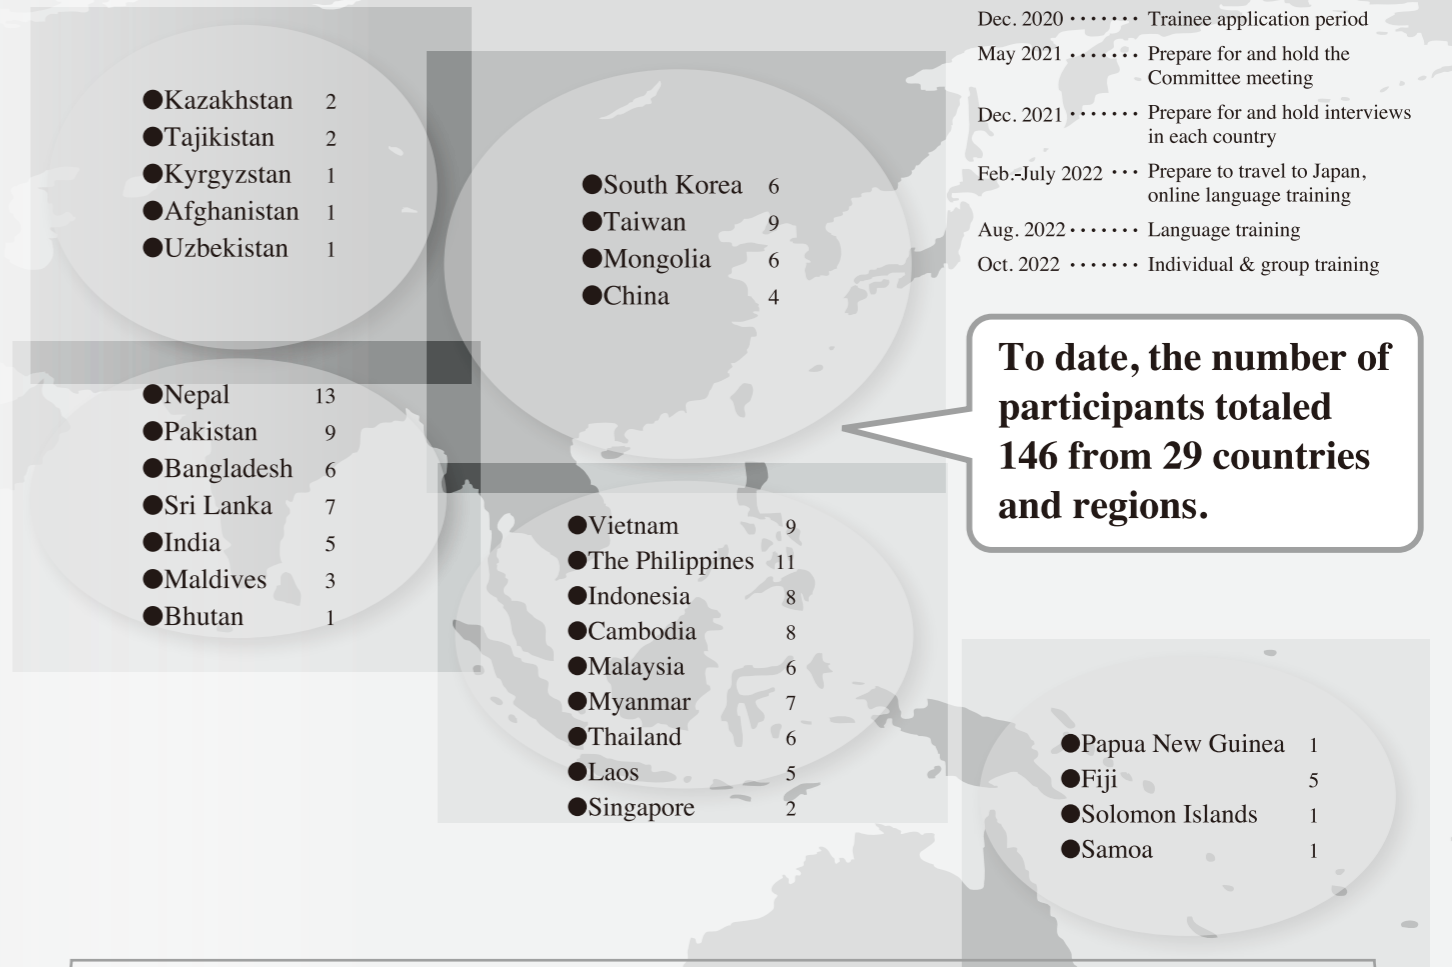 Dec. 2020 ······· Trainee application period
May 2021 ······· Prepare for and hold the
Committee meeting
Dec. 2021 ······· Prepare for and hold interviews
in each country
Feb.-July 2022 ··· Prepare to travel to Japan,
online language training
Aug. 2022 ······· Language training
Oct. 2022 ······· Individual & group training
●Kazakhstan 2
●Tajikistan 2
●Kyrgyzstan 1
●Afghanistan 1
●Uzbekistan 1
●South Korea 6
●Taiwan 9
●Mongolia 6
●China 4
To date, the number of
participants totaled
146 from 29 countries
and regions.
●Nepal 13
●Pakistan 9
●Bangladesh 6
●Sri Lanka 7
●India 5
●Maldives 3
●Bhutan 1
●Vietnam 9
●The Philippines 11
●Indonesia 8
●Cambodia 8
●Malaysia 6
●Myanmar 7
●Thailand 6
●Laos 5
●Singapore 2
●Papua New Guinea 1
●Fiji 5
●Solomon Islands 1
●Samoa 1